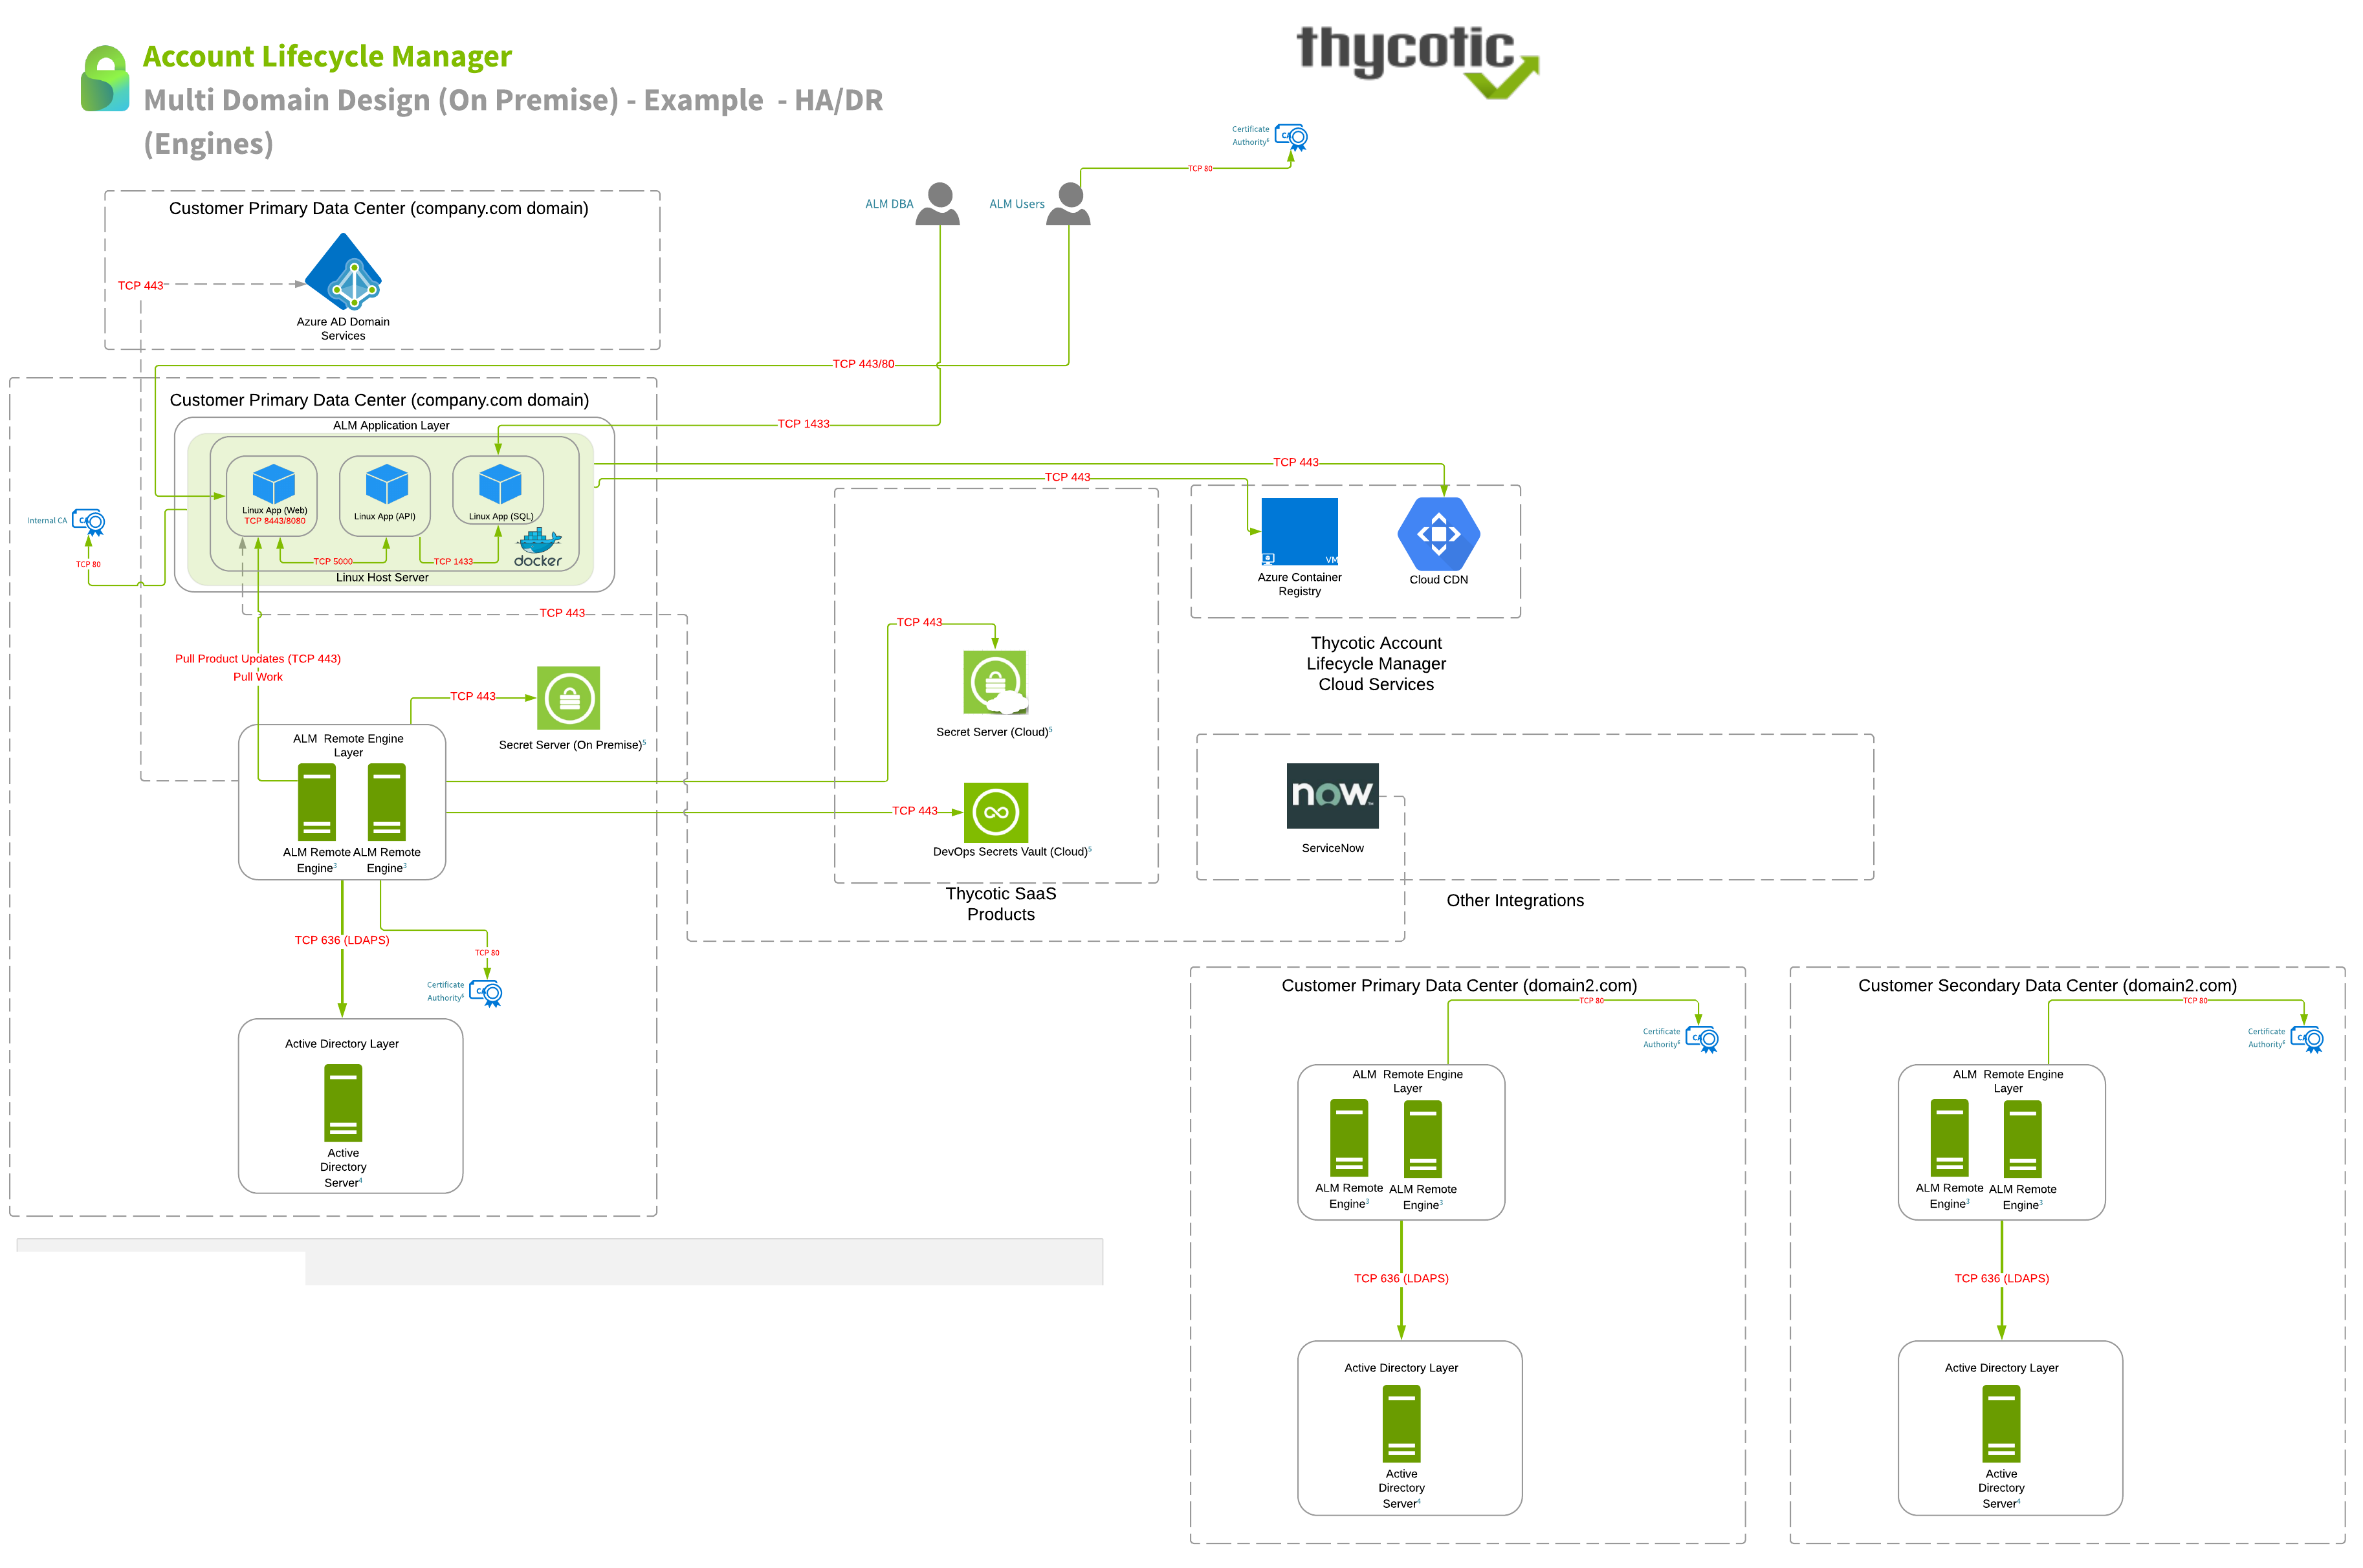 Account Lifecycle Manager
Multi Domain Design (On Premise) - Example - HA/DR
(Engines)
thycotic
Certificate
Authority⁶
TCP 80
ALM DBA
ALM Users
Customer Primary Data Center (company.com domain)
TCP 443
Azure AD Domain
Services
TCP 443/80
Customer Primary Data Center (company.com domain)
ALM Application Layer
TCP 1433
TCP 443
TCP 443
Linux App (Web)
TCP 8443/8080
Linux App (API)
Linux App (SQL)
Internal CA
CA
TCP 80
TCP 5000
TCP 1433
docker
Linux Host Server
VM
Azure Container
Registry
Cloud CDN
TCP 443
TCP 443
Thycotic Account
Lifecycle Manager
Cloud Services
Pull Product Updates (TCP 443)
Pull Work
TCP 443
Secret Server (On Premise)⁵
Secret Server (Cloud)⁵
ALM Remote Engine
Layer
ALM Remote
Engine³
ALM Remote
Engine³
TCP 443
DevOps Secrets Vault (Cloud)⁵
now
ServiceNow
Thycotic SaaS
Products
Other Integrations
TCP 636 (LDAPS)
TCP 80
Certificate
Authority⁶
CA
Active Directory Layer
Active
Directory
Server⁴
Customer Primary Data Center (domain2.com)
TCP 80
Certificate
Authority⁶
CA
ALM Remote Engine
Layer
ALM Remote
Engine³
ALM Remote
Engine³
TCP 636 (LDAPS)
Active Directory Layer
Active
Directory
Server⁴
Customer Secondary Data Center (domain2.com)
TCP 80
Certificate
Authority⁶
CA
ALM Remote Engine
Layer
ALM Remote
Engine³
ALM Remote
Engine³
TCP 636 (LDAPS)
Active Directory Layer
Active
Directory
Server⁴